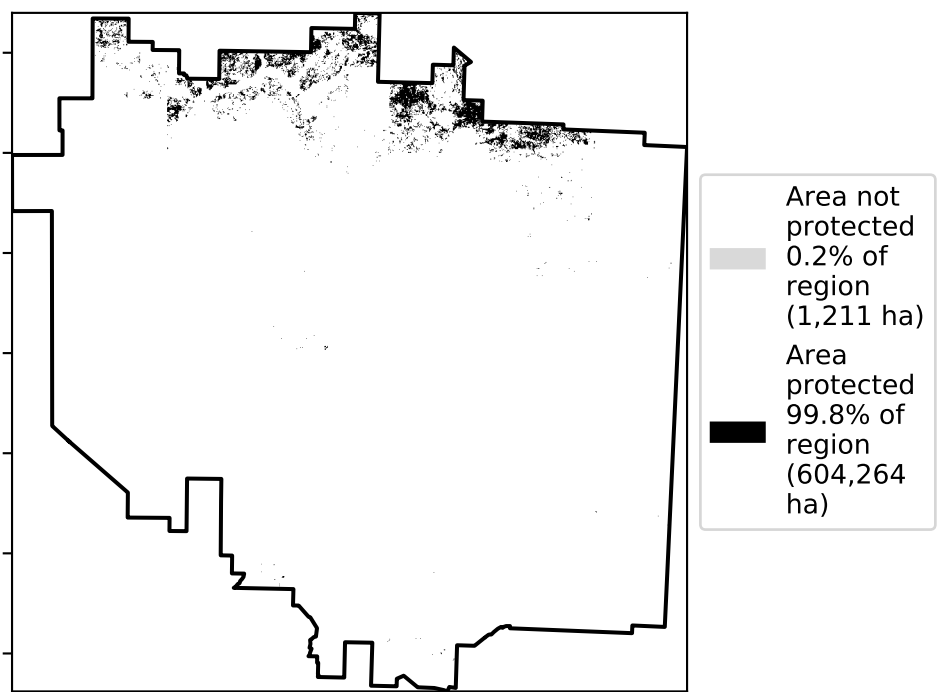 Area not
protected
0.2% of
region
(1,211 ha)
Area
protected
99.8% of
region
(604,264
ha)